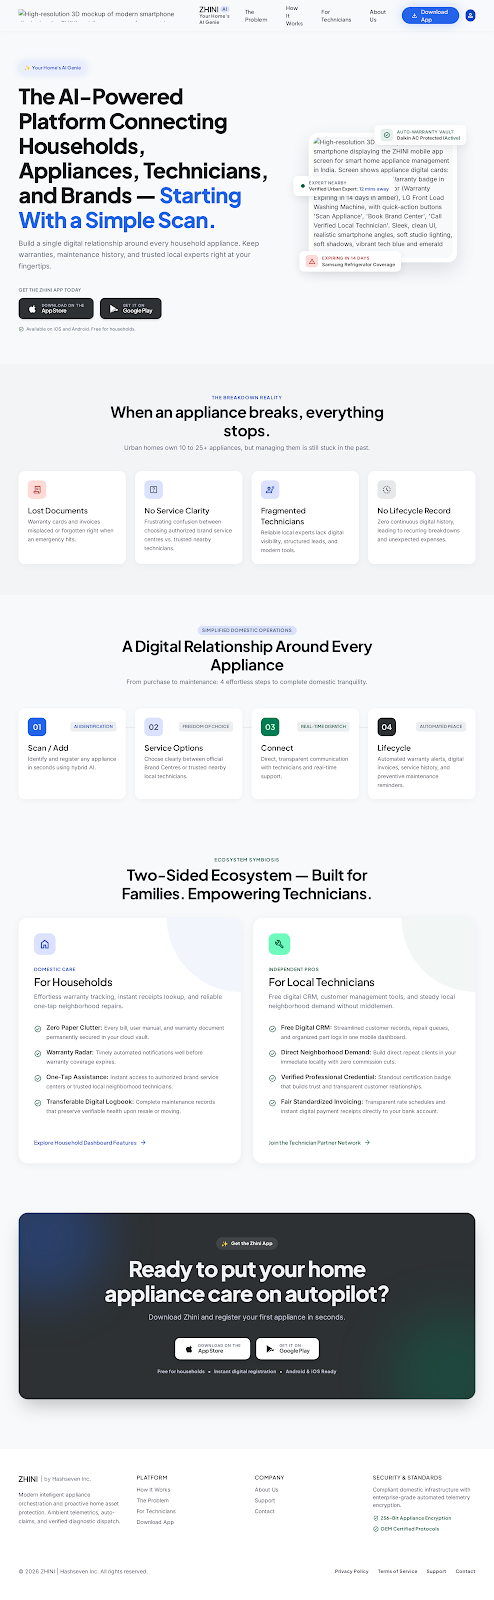 High-resolution 3D mockup of modern smartphone
ZHINI AI
Your Home's
AI Genie
The
Problem
How
It
Works
For
Technicians
About
Us
Download
App
✨ Your Home's AI Genie
The AI-Powered
Platform Connecting
Households,
Appliances, Technicians,
and Brands — Starting
With a Simple Scan.
Build a single digital relationship around every household appliance. Keep
warranties, maintenance history, and trusted local experts right at your
fingertips.
GET THE ZHINI APP TODAY
DOWNLOAD ON THE
App Store
GET IT ON
Google Play
Available on iOS and Android. Free for households.
High-resolution 3D
smartphone displaying the ZHINI mobile app
screen for smart home appliance management
in India. Screen shows appliance digital cards:
Warranty badge in
or (Warranty
Expiring in 14 days in amber), LG Front Load
Washing Machine, with quick-action buttons
'Scan Appliance', 'Book Brand Center', 'Call
Verified Local Technician'. Sleek, clean UI,
realistic smartphone angles, soft studio lighting,
soft shadows, vibrant tech blue and emerald
AUTO-WARRANTY VAULT
Daikin AC Protected (Active)
EXPERT NEARBY
Verified Urban Expert: 12 mins away
EXPIRING IN 14 DAYS
Samsung Refrigerator Coverage
THE BREAKDOWN REALITY
When an appliance breaks, everything
stops.
Urban homes own 10 to 25+ appliances, but managing them is still stuck in the past.
Lost Documents
Warranty cards and invoices
misplaced or forgotten right when
an emergency hits.
No Service Clarity
Frustrating confusion between
choosing authorized brand service
centres vs. trusted nearby
technicians.
Fragmented
Technicians
Reliable local experts lack digital
visibility, structured leads, and
modern tools.
No Lifecycle Record
Zero continuous digital history,
leading to recurring breakdowns
and unexpected expenses.
SIMPLIFIED DOMESTIC OPERATIONS
A Digital Relationship Around Every
Appliance
From purchase to maintenance: 4 effortless steps to complete domestic tranquility.
01
AI IDENTIFICATION
Scan / Add
Identify and register any appliance
in seconds using hybrid AI.
02
FREEDOM OF CHOICE
Service Options
Choose clearly between official
Brand Centres or trusted nearby
local technicians.
03
REAL-TIME DISPATCH
Connect
Direct, transparent communication
with technicians and real-time
support.
04
AUTOMATED PEACE
Lifecycle
Automated warranty alerts, digital
invoices, service history, and
preventive maintenance
reminders.
ECOSYSTEM SYMBIOSIS
Two-Sided Ecosystem — Built for
Families. Empowering Technicians.
DOMESTIC CARE
For Households
Effortless warranty tracking, instant receipts lookup, and reliable
one-tap neighborhood repairs.
Zero Paper Clutter: Every bill, user manual, and warranty document
permanently secured in your cloud vault.
Warranty Radar: Timely automated notifications well before
warranty coverage expires.
One-Tap Assistance: Instant access to authorized brand service
centers or trusted local neighborhood technicians.
Transferable Digital Logbook: Complete maintenance records
that preserve verifiable health upon resale or moving.
Explore Household Dashboard Features →
INDEPENDENT PROS
For Local Technicians
Free digital CRM, customer management tools, and steady local
neighborhood demand without middlemen.
Free Digital CRM: Streamlined customer records, repair queues,
and organized part logs in one mobile dashboard.
Direct Neighborhood Demand: Build direct repeat clients in your
immediate locality with zero commission cuts.
Verified Professional Credential: Standout certification badge
that builds trust and transparent customer relationships.
Fair Standardized Invoicing: Transparent rate schedules and
instant digital payment receipts directly to your bank account.
Join the Technician Partner Network →
✨ Get the Zhini App
Ready to put your home
appliance care on autopilot?
Download Zhini and register your first appliance in seconds.
DOWNLOAD ON THE
App Store
GET IT ON
Google Play
Free for households • Instant digital registration • Android & iOS Ready
ZHINI | by Hashseven Inc.
Modern intelligent appliance
orchestration and proactive home asset
protection. Ambient telemetrics, auto-
claims, and verified diagnostic dispatch.
PLATFORM
How It Works
The Problem
For Technicians
Download App
COMPANY
About Us
Support
Contact
SECURITY & STANDARDS
Compliant domestic infrastructure with
enterprise-grade automated telemetry
encryption.
256-Bit Appliance Encryption
OEM Certified Protocols
© 2026 ZHINI | Hashseven Inc. All rights reserved.
Privacy Policy
Terms of Service
Support
Contact